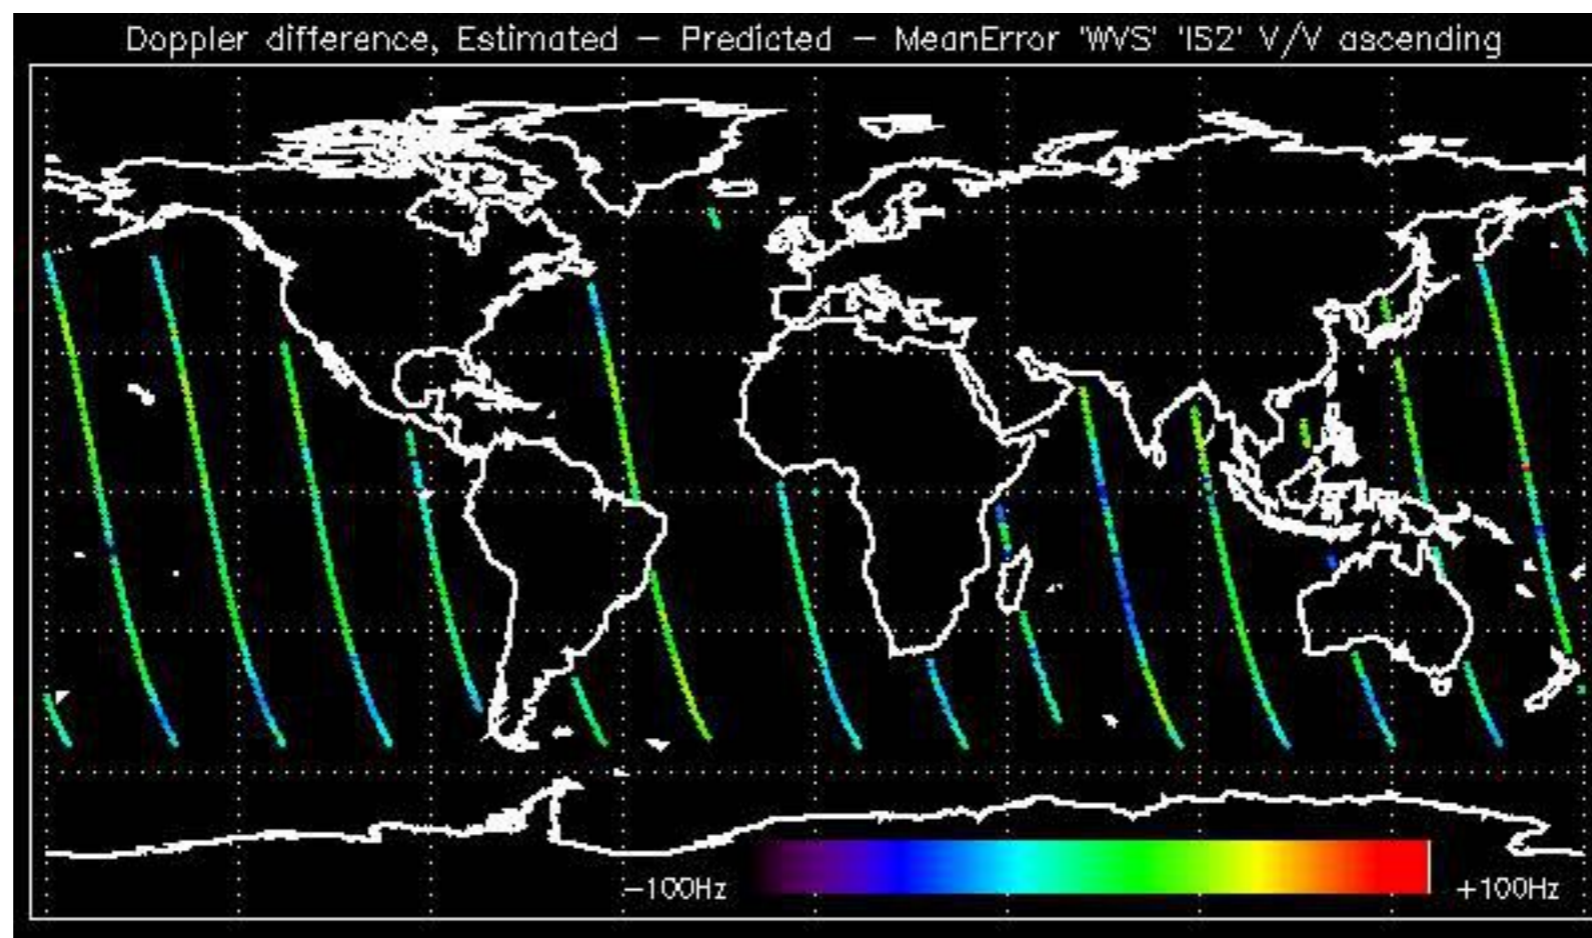 Doppler difference, Estimated − Predicted − MeanError 'WVS' 'IS2' V/V ascending
−100Hz
+100Hz